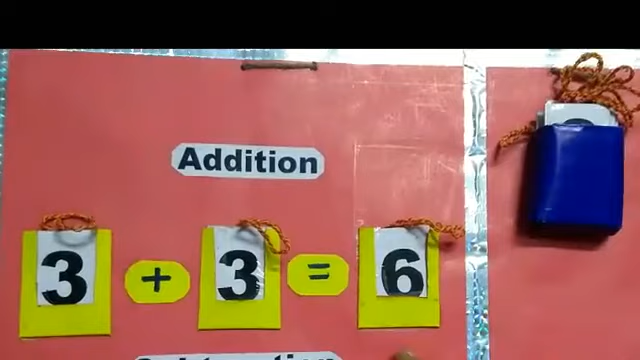 Addition
3 + 3 = 6